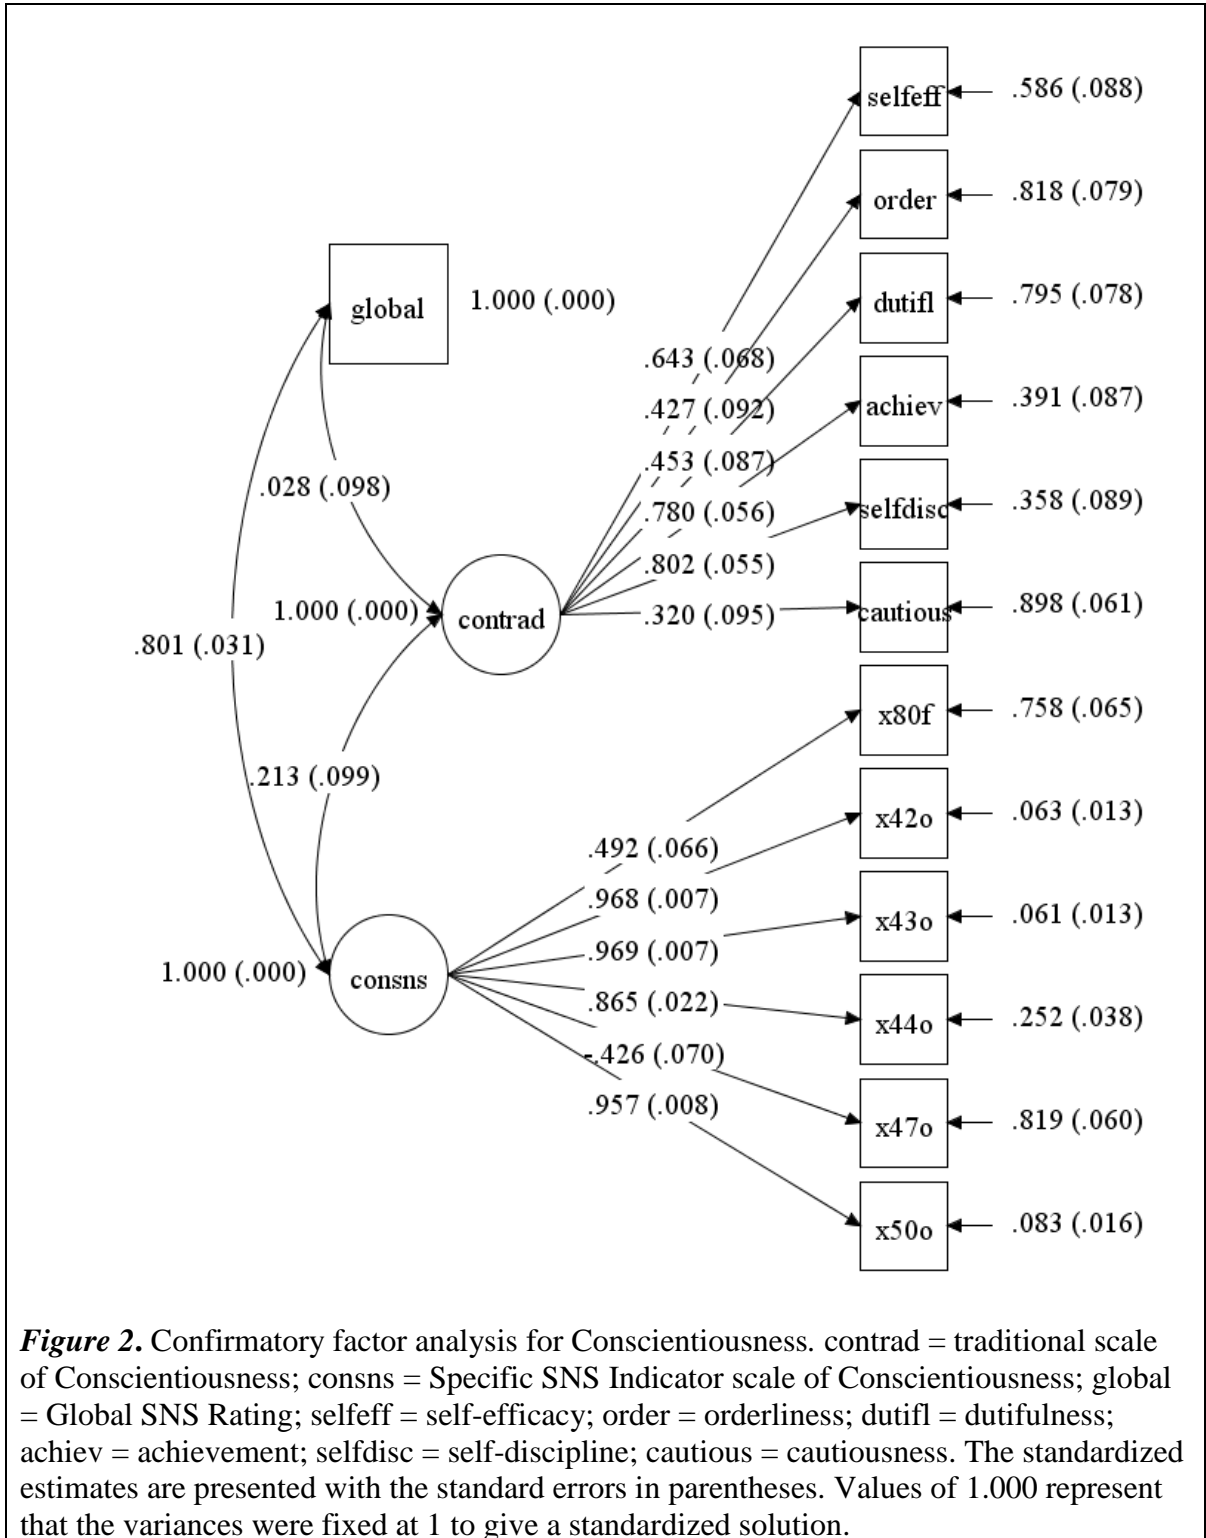 selfeff
.586 (.088)
order
.818 (.079)
dutifl
.795 (.078)
global
1.000 (.000)
.643 (.068)
achiev
.391 (.087)
.427 (.092)
.453 (.087)
.028 (.098)
.780 (.056)
selfdisc
.358 (.089)
.802 (.055)
1.000 (.000)
contrad
.320 (.095)
cautious
.898 (.061)
.801 (.031)
x80f
.758 (.065)
.213 (.099)
x42o
.063 (.013)
.492 (.066)
.968 (.007)
x43o
.061 (.013)
.969 (.007)
1.000 (.000)
consns
.865 (.022)
x44o
.252 (.038)
-.426 (.070)
.957 (.008)
x47o
.819 (.060)
x50o
.083 (.016)
Figure 2. Confirmatory factor analysis for Conscientiousness. contrad = traditional scale
of Conscientiousness; consns = Specific SNS Indicator scale of Conscientiousness; global
= Global SNS Rating; selfeff = self-efficacy; order = orderliness; dutifl = dutifulness;
achiev = achievement; selfdisc = self-discipline; cautious = cautiousness. The standardized
estimates are presented with the standard errors in parentheses. Values of 1.000 represent
that the variances were fixed at 1 to give a standardized solution.